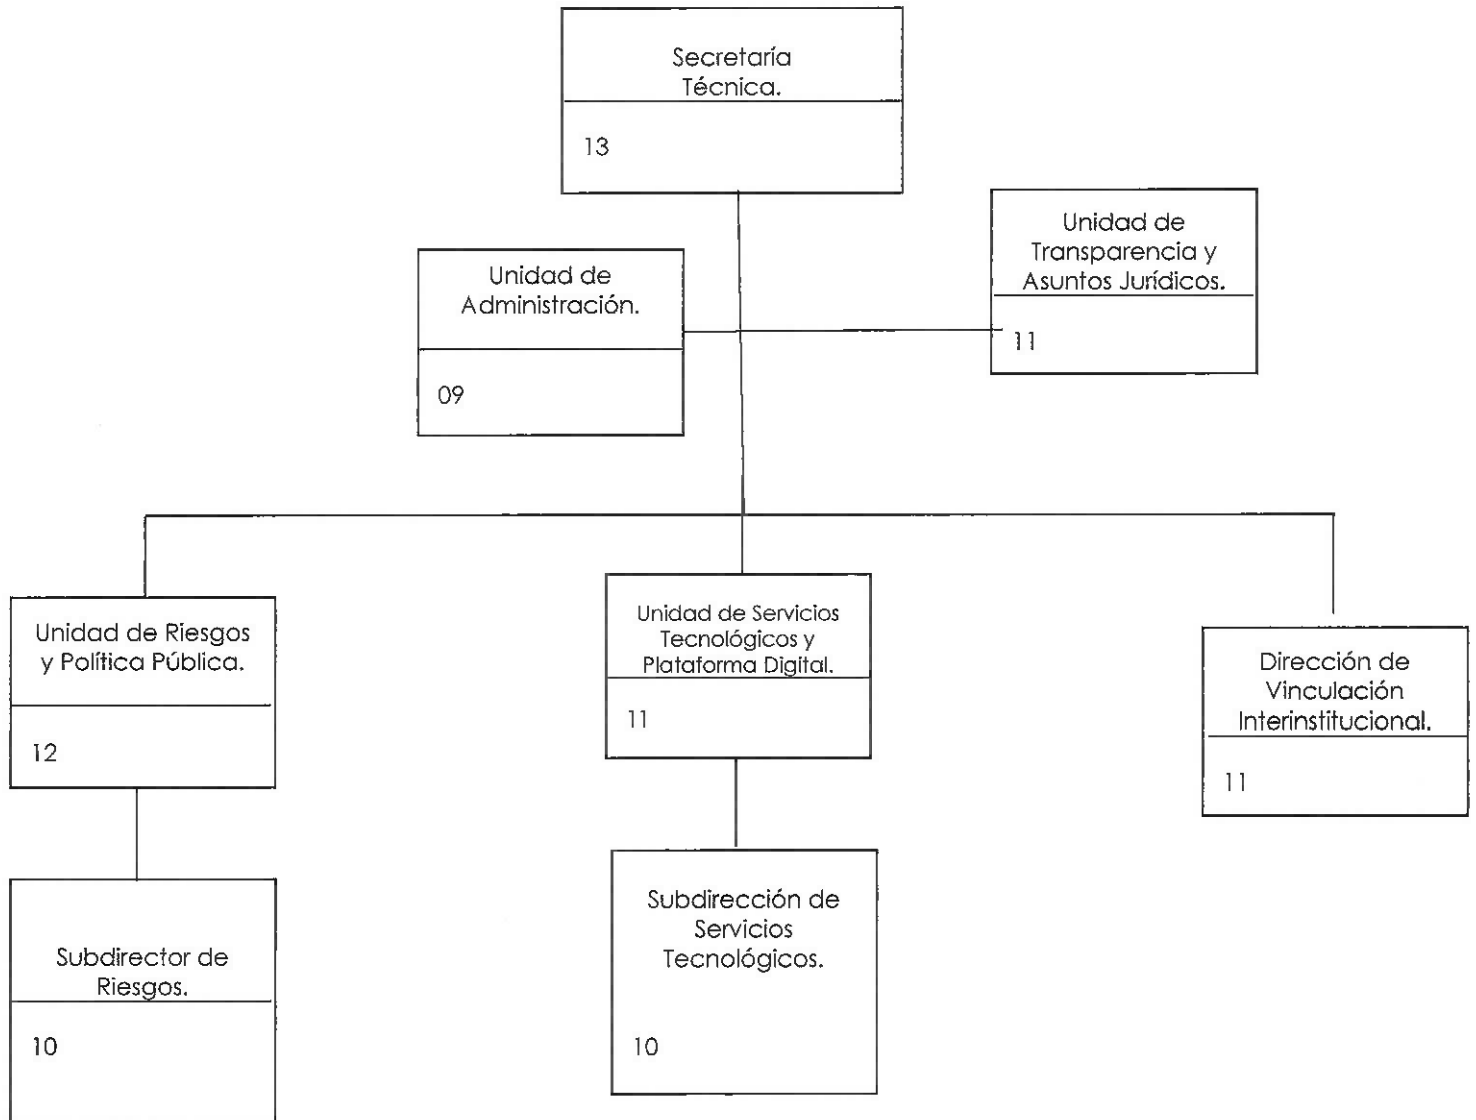 Secretaría
Técnica.
13
Unidad de
Transparencia y
Asuntos Jurídicos.
11
Unidad de
Administración.
09
Unidad de Riesgos
y Política Pública.
12
Unidad de Servicios
Tecnológicos y
Plataforma Digital.
11
Dirección de
Vinculación
Interinstitucional.
11
Subdirector de
Riesgos.
10
Subdirección de
Servicios
Tecnológicos.
10